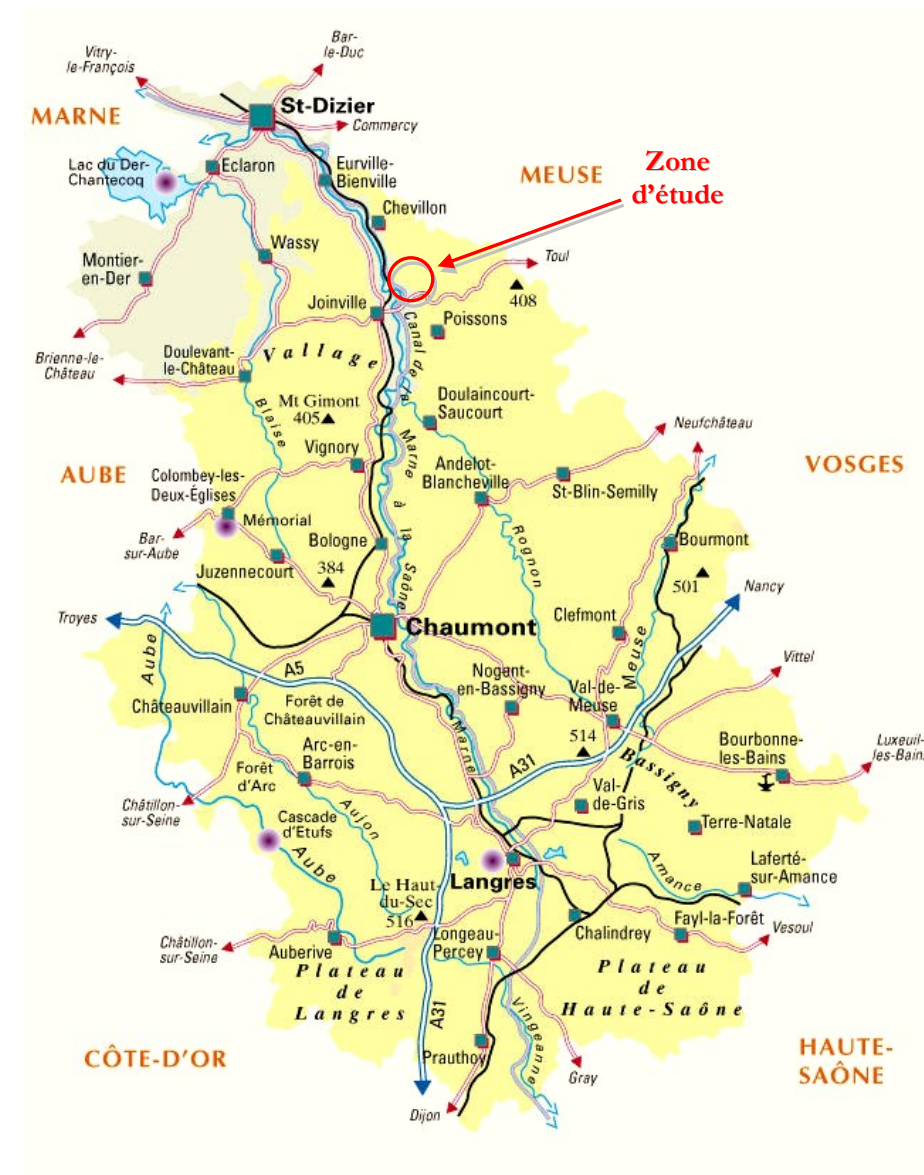 Bar-
le-Duc
Vitry-
le-François
St-Dizier
MARNE
Commercy
Lac du Der-
Chantecoq
Eclaron
Eurville-
Bienville
MEUSE
Zone
d'étude
Chevillon
Wassy
Montier-
en-Der
Toul
408
Joinville
Poissons
Canal de la Marne à la Saône
Brienne-le-
Château
Doulevant-
le-Château
Vallage
Mt Gimont
405
Doulaincourt-
Saucourt
Blaise
Neufchâteau
Vignory
AUBE
VOSGES
Colombey-les-
Deux-Églises
Andelot-
Blancheville
St-Blin-Semilly
Mémorial
Bar-
sur-Aube
Bologne
Rognon
Bourmont
Juzennecourt
384
501
Nancy
Troyes
Chaumont
Clefmont
Aube
A5
Meuse
Vittel
Nogent-
en-Bassigny
Val-de-
Meuse
Châteauvillain
Forêt de
Châteauvillain
Marne
514
Bassigny
Bourbonne-
les-Bains
Luxeuil-
les-Bains
Arc-en-
Barrois
A31
Forêt
d'Arc
Val-
de-Gris
Châtillon-
sur-Seine
Aujon
Terre-Natale
Cascade
d'Etufs
Aube
Langres
Amance
Laferté-
sur-Amance
Le Haut-
du-Sec
516
Fayl-la-Forêt
Vesoul
Châtillon-
sur-Seine
Auberive
Longeau-
Percey
Chalindrey
Plateau
de
Langres
A31
Plateau
de
Haute-Saône
Vingeanne
CÔTE-D'OR
Prauthoy
HAUTE-
SAÔNE
Gray
Dijon